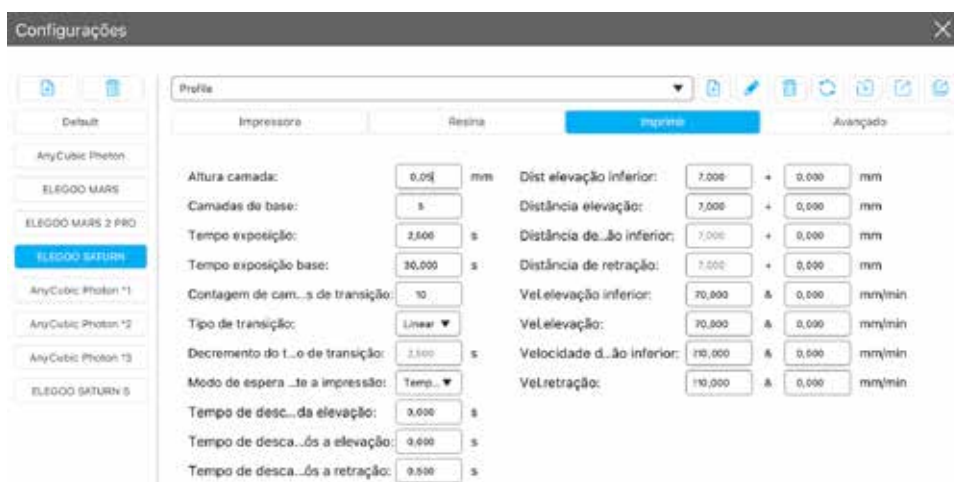 Configurações
Profile
Default
Impressora
Resina
Imprimir
Avançado
AnyCubic Photon
ELEGOO MARS
ELEGOO MARS 2 PRO
ELEGOO SATURN
AnyCubic Photon *1
AnyCubic Photon *2
AnyCubic Photon *3
ELEGOO SATURN S
Altura camada: 0,05 mm
Camadas de base: 5
Tempo exposição: 2,500 s
Tempo exposição base: 30,000 s
Contagem de cam...s de transição: 10
Tipo de transição: Linear
Decremento do t...o de transição: 2,500 s
Modo de espera ...te a impressão: Temp...
Tempo de desc...da elevação: 0,000 s
Tempo de desca...ós a elevação: 0,000 s
Tempo de desca...ós a retração: 0,500 s
Dist elevação inferior: 7,000 + 0,000 mm
Distância elevação: 7,000 + 0,000 mm
Distância de...ão inferior: 7,000 + 0,000 mm
Distância de retração: 7,000 + 0,000 mm
Vel.elevação inferior: 70,000 & 0,000 mm/min
Vel.elevação: 70,000 & 0,000 mm/min
Velocidade d...ão inferior: 210,000 & 0,000 mm/min
Vel.retração: 210,000 & 0,000 mm/min